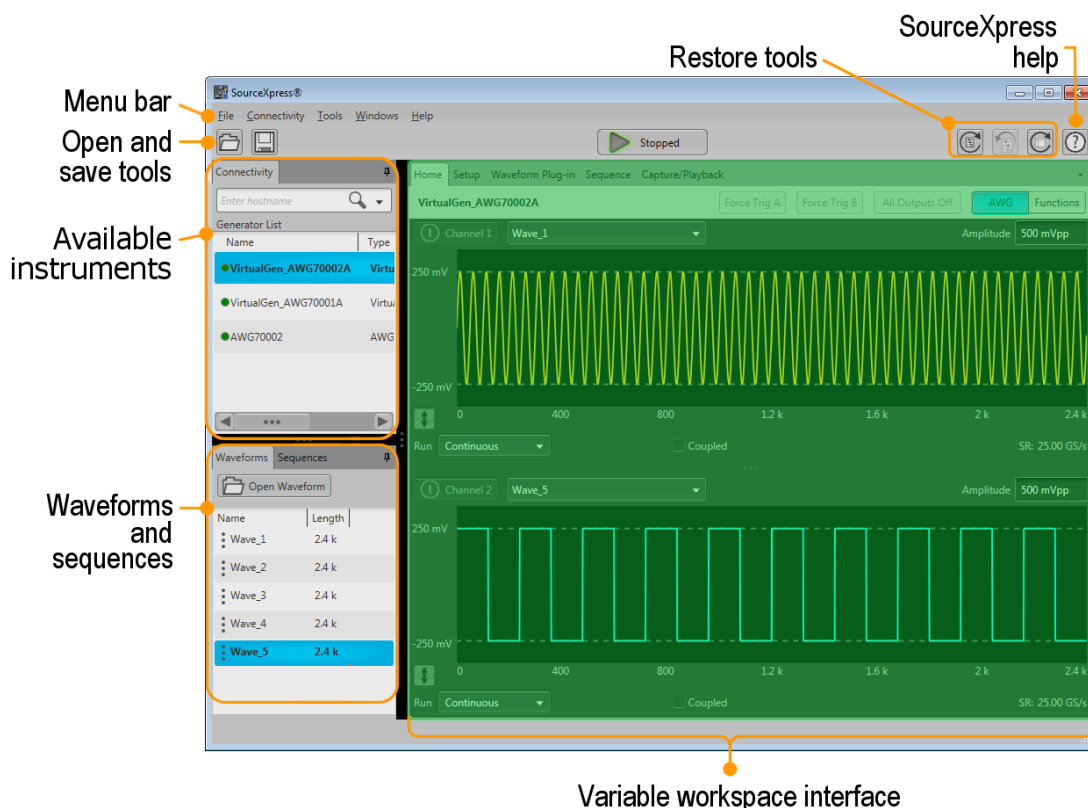 SourceXpress
help
Restore tools
SourceXpress®
Menu bar
File Connectivity Tools Windows Help
Open and
save tools
Stopped
?
Connectivity
Home Setup Waveform Plug-in Sequence Capture/Playback
Enter hostname
VirtualGen_AWG70002A Force Trig A Force Trig B All Outputs Off AWG Functions
Generator List
Name Type
Available
instruments
VirtualGen_AWG70002A Virtu
VirtualGen_AWG70001A Virtua
AWG70002 AWG
Channel 1 Wave_1 Amplitude 500 mVpp
250 mV
-250 mV
0 400 800 1.2 k 1.6 k 2 k 2.4 k
Run Continuous Coupled SR: 25.00 GS/s
Waveforms Sequences
Open Waveform
Waveforms
and
sequences
Name Length
Wave_1 2.4 k
Wave_2 2.4 k
Wave_3 2.4 k
Wave_4 2.4 k
Wave_5 2.4 k
Channel 2 Wave_5 Amplitude 500 mVpp
250 mV
-250 mV
0 400 800 1.2 k 1.6 k 2 k 2.4 k
Run Continuous Coupled SR: 25.00 GS/s
Variable workspace interface